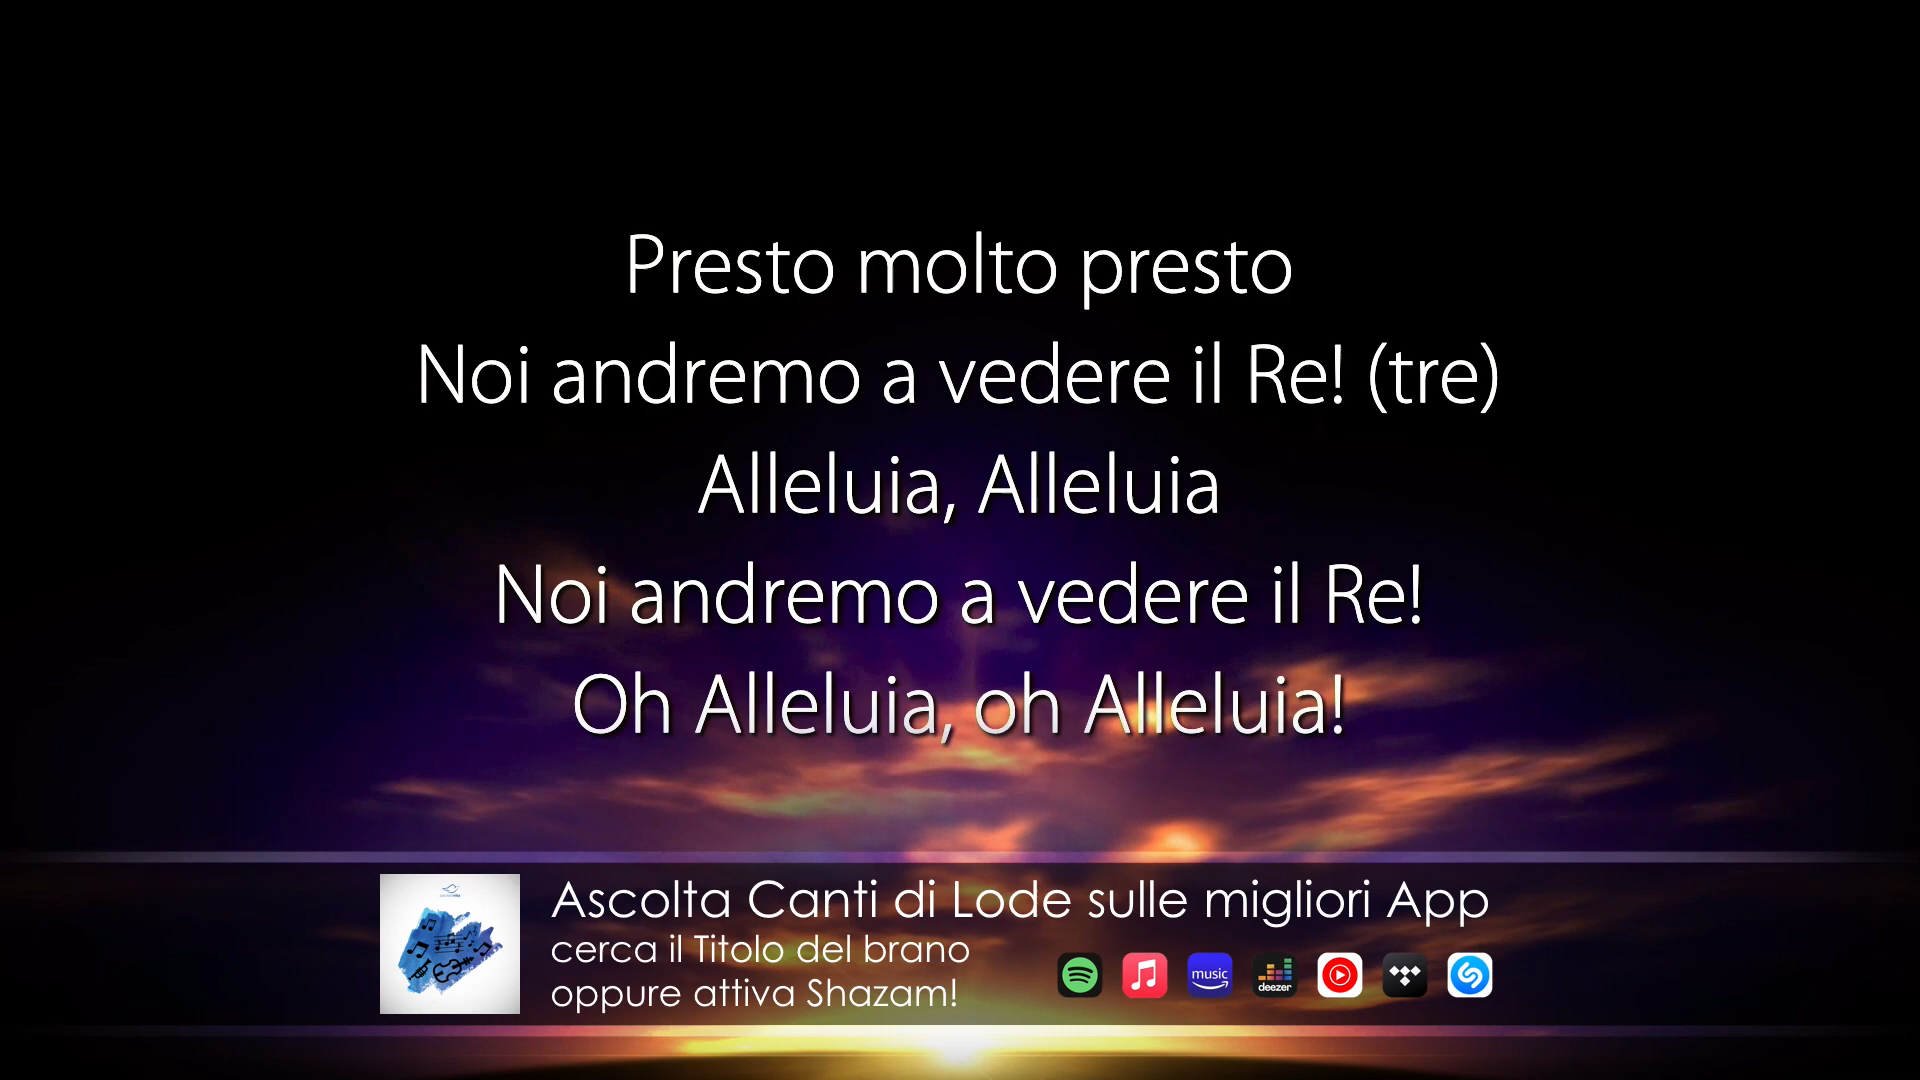 Presto molto presto
Noi andremo a vedere il Re! (tre)
Alleluia, Alleluia
Noi andremo a vedere il Re!
Oh Alleluia, oh Alleluia!
Ascolta Canti di Lode sulle migliori App
cerca il Titolo del brano
oppure attiva Shazam!
music
deezer